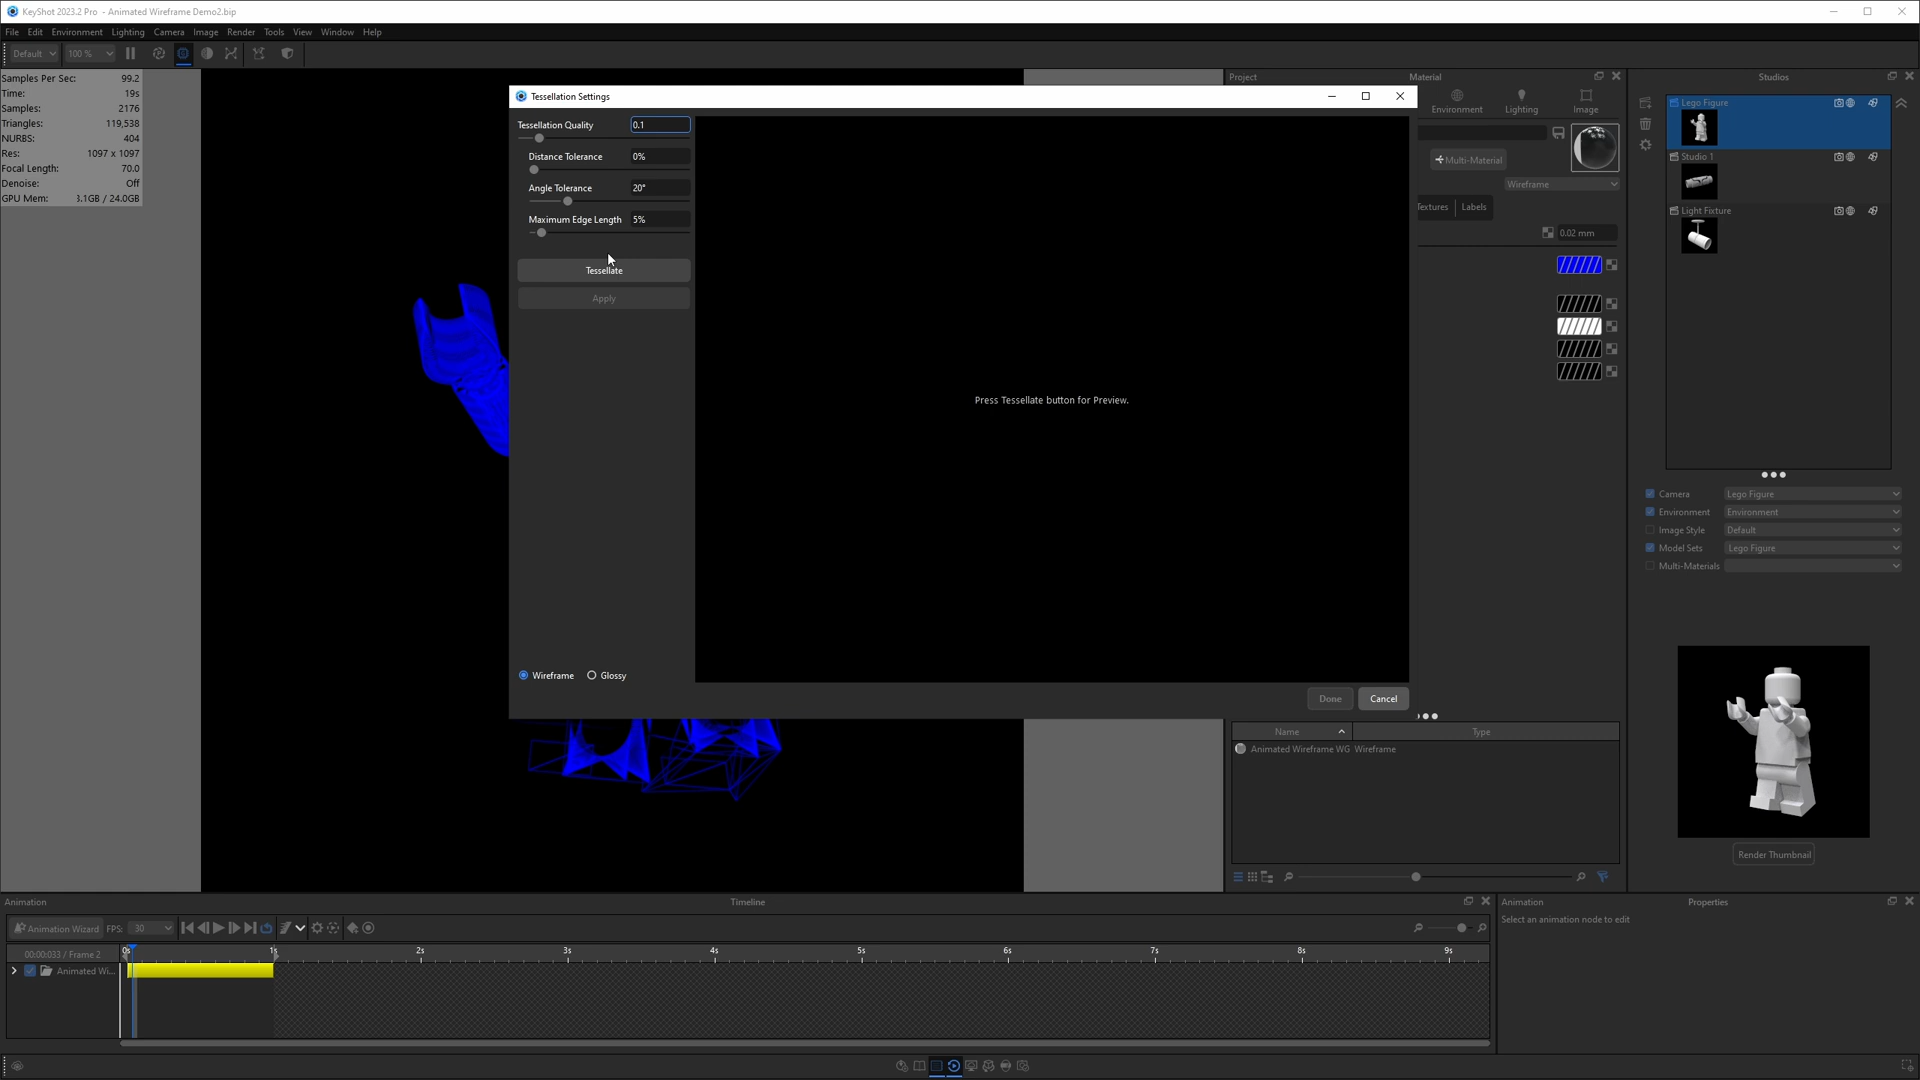 KeyShot 2023.2 Pro - Animated Wireframe Demo2.bip
File Edit Environment Lighting Camera Image Render Tools View Window Help
Default 100 %
Samples Per Sec: 99.2
Time: 19s
Samples: 2176
Triangles: 119,538
NURBS: 404
Res: 1097 x 1097
Focal Length: 70.0
Denoise: Off
GPU Mem: 3.1GB / 24.0GB
Tessellation Settings
Tessellation Quality 0.1
Distance Tolerance 0%
Angle Tolerance 20°
Maximum Edge Length 5%
Tessellate
Apply
Press Tessellate button for Preview.
Wireframe Glossy
Done Cancel
Project Material
Environment Lighting Image
Multi-Material
Wireframe
Textures Labels
0.02 mm
Name Type
Animated Wireframe WG Wireframe
Studios
Lego Figure
Studio 1
Light Fixture
Camera Lego Figure
Environment Environment
Image Style Default
Model Sets Lego Figure
Multi-Materials
Render Thumbnail
Animation Timeline
Animation Wizard FPS: 30
00:00:033 / Frame 2 0s 1s 2s 3s 4s 5s 6s 7s 8s 9s
Animated Wi...
Animation Properties
Select an animation node to edit